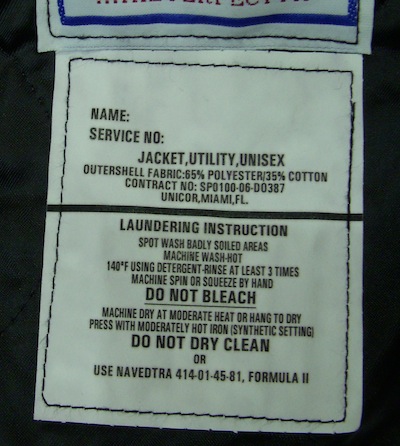 NAME:
SERVICE NO:
JACKET,UTILITY,UNISEX
OUTERSHELL FABRIC:65% POLYESTER/35% COTTON
CONTRACT NO: SP0100-06-D0387
UNICOR,MIAMI,FL.
LAUNDERING INSTRUCTION
SPOT WASH BADLY SOILED AREAS
MACHINE WASH-HOT
140°F USING DETERGENT-RINSE AT LEAST 3 TIMES
MACHINE SPIN OR SQUEEZE BY HAND
DO NOT BLEACH
MACHINE DRY AT MODERATE HEAT OR HANG TO DRY
PRESS WITH MODERATELY HOT IRON (SYNTHETIC SETTING)
DO NOT DRY CLEAN
OR
USE NAVEDTRA 414-01-45-81, FORMULA II